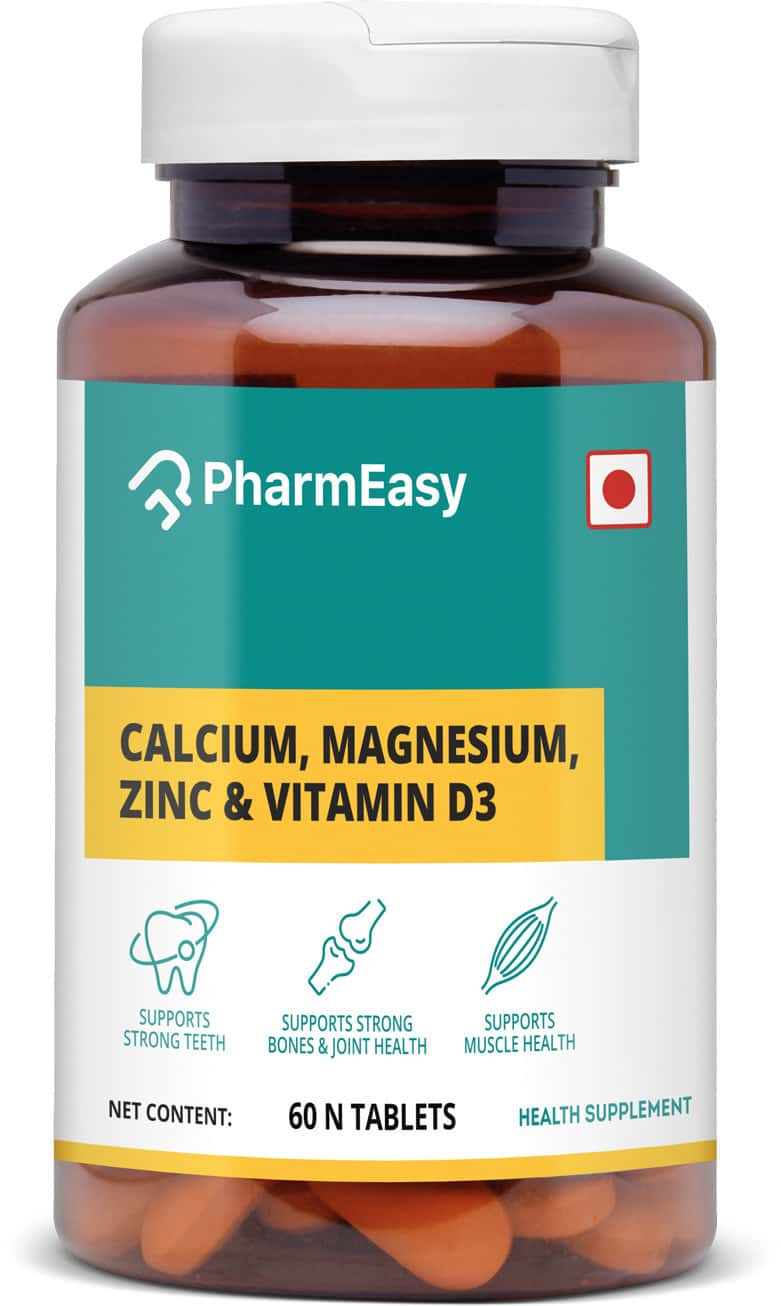 PharmEasy
CALCIUM, MAGNESIUM,
ZINC & VITAMIN D3
SUPPORTS
STRONG TEETH
SUPPORTS STRONG
BONES & JOINT HEALTH
SUPPORTS
MUSCLE HEALTH
NET CONTENT:
60 N TABLETS
HEALTH SUPPLEMENT